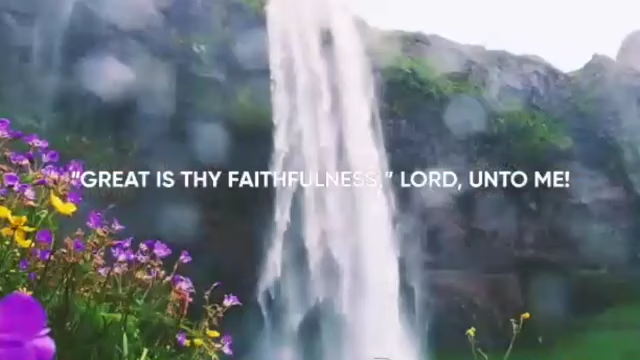 “GREAT IS THY FAITHFULNESS,” LORD, UNTO ME!